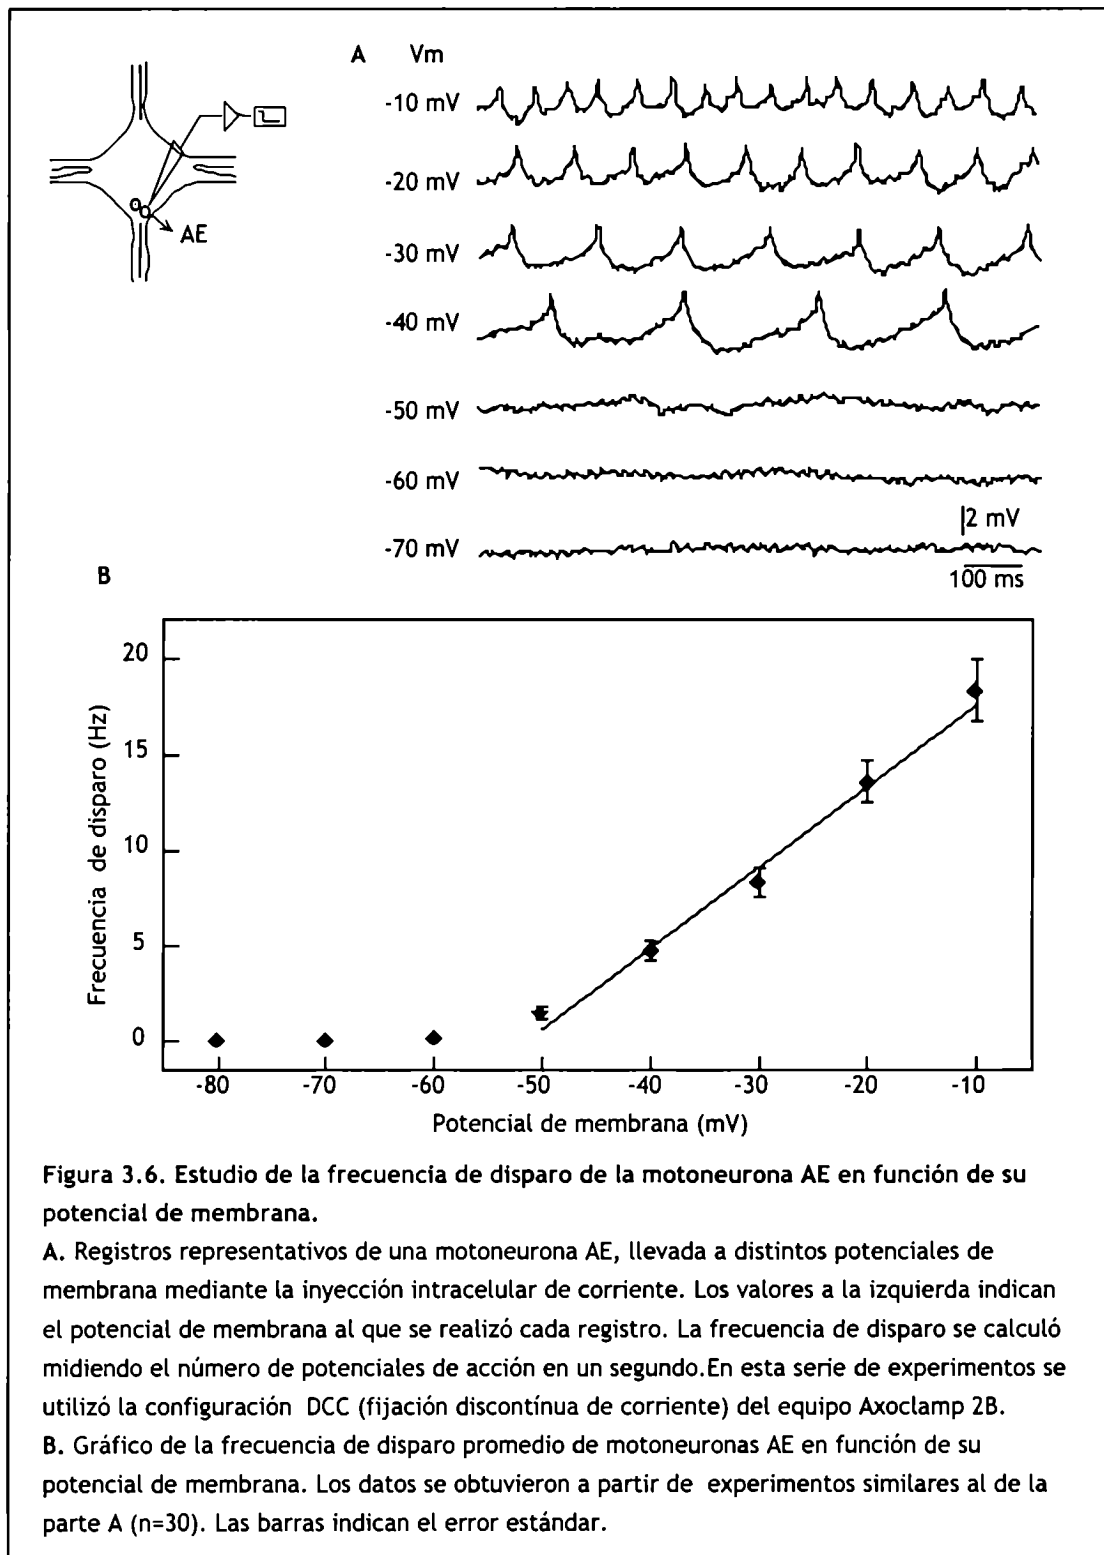 A Vm
-10 mV
-20 mV
-30 mV
-40 mV
-50 mV
-60 mV
-70 mV
AE
2 mV
100 ms
B
Frecuencia de disparo (Hz)
20
15
10
5
0
-80 -70 -60 -50 -40 -30 -20 -10
Potencial de membrana (mV)
Figura 3.6. Estudio de la frecuencia de disparo de la motoneurona AE en función de su
potencial de membrana.
A. Registros representativos de una motoneurona AE, llevada a distintos potenciales de
membrana mediante la inyección intracelular de corriente. Los valores a la izquierda indican
el potencial de membrana al que se realizó cada registro. La frecuencia de disparo se calculó
midiendo el número de potenciales de acción en un segundo.En esta serie de experimentos se
utilizó la configuración DCC (fijación discontínua de corriente) del equipo Axoclamp 2B.
B. Gráfico de la frecuencia de disparo promedio de motoneuronas AE en función de su
potencial de membrana. Los datos se obtuvieron a partir de experimentos similares al de la
parte A (n=30). Las barras indican el error estándar.